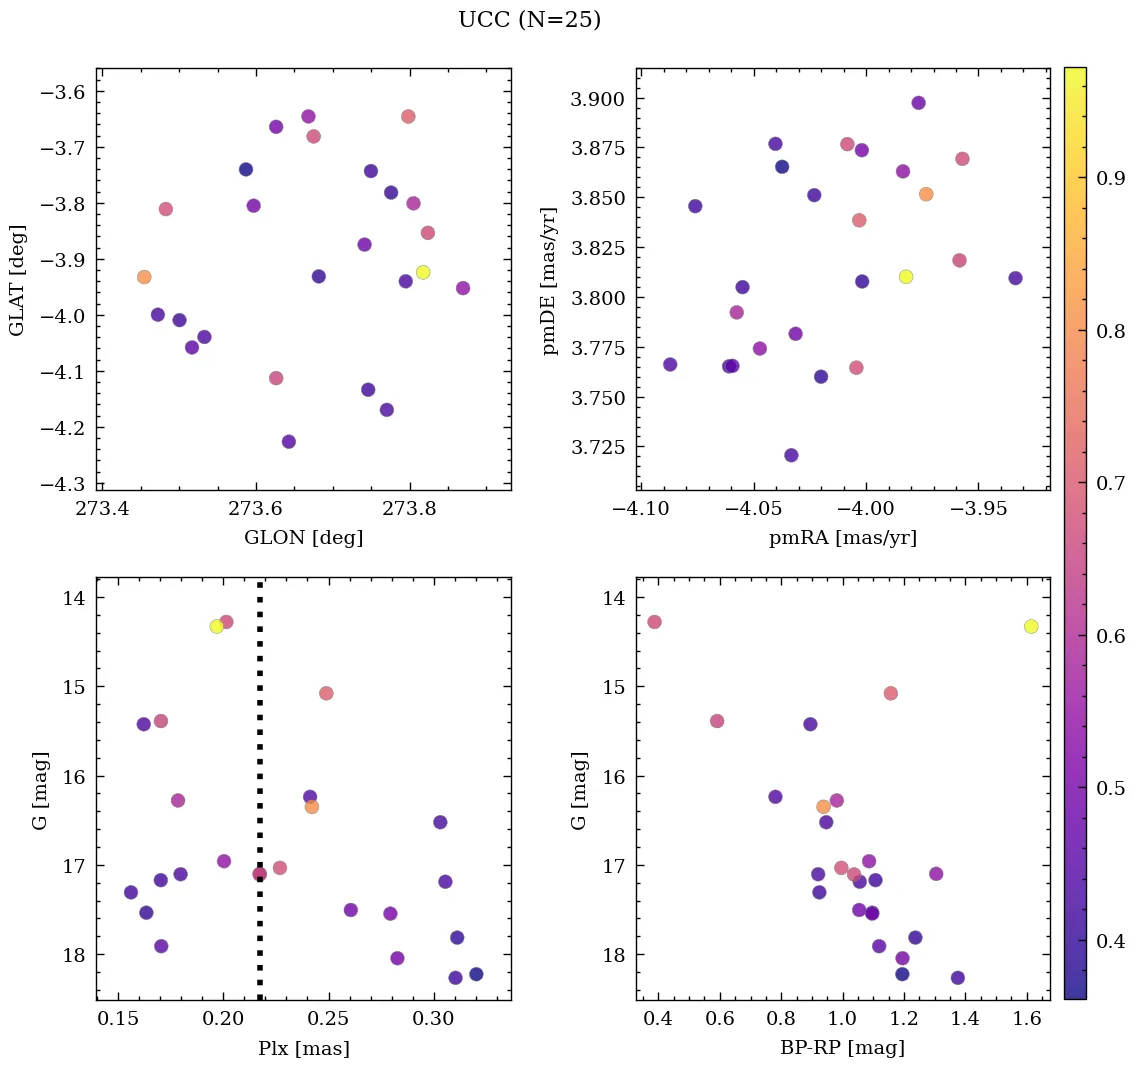 UCC (N=25)
−3.6
−3.7
−3.8
−3.9
−4.0
−4.1
−4.2
−4.3
GLAT [deg]
273.4 273.6 273.8
GLON [deg]
3.900
3.875
3.850
3.825
3.800
3.775
3.750
3.725
pmDE [mas/yr]
−4.10 −4.05 −4.00 −3.95
pmRA [mas/yr]
14
15
16
17
18
G [mag]
0.15 0.20 0.25 0.30
Plx [mas]
14
15
16
17
18
G [mag]
0.4 0.6 0.8 1.0 1.2 1.4 1.6
BP-RP [mag]
0.9
0.8
0.7
0.6
0.5
0.4